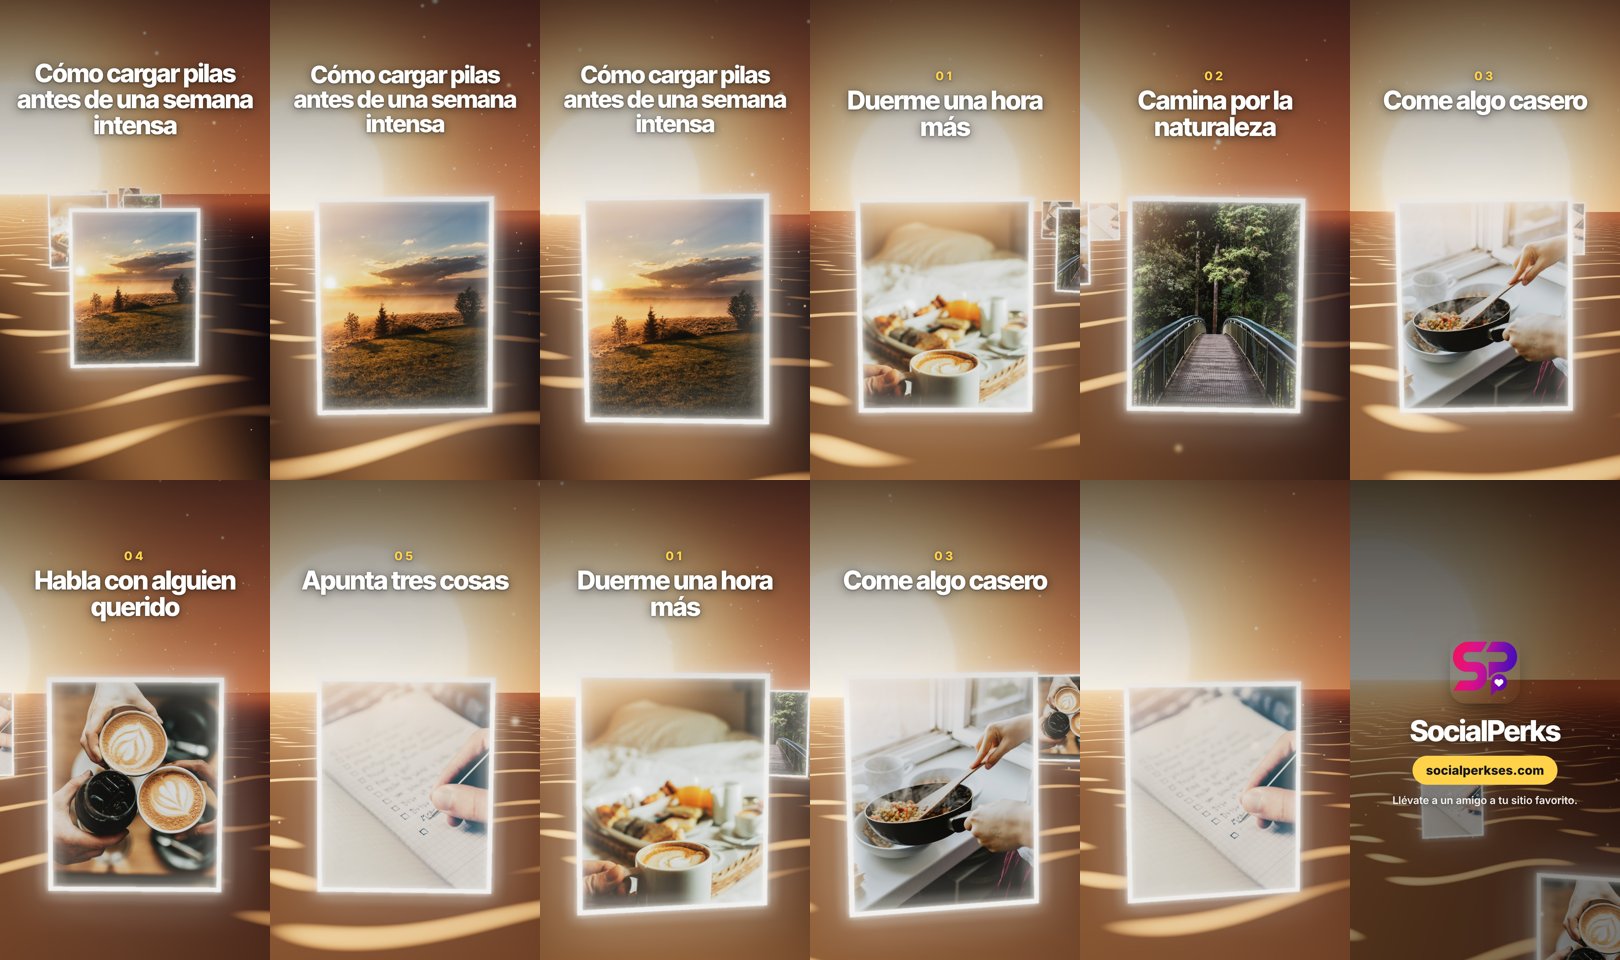 Cómo cargar pilas
antes de una semana
intensa
Cómo cargar pilas
antes de una semana
intensa
Cómo cargar pilas
antes de una semana
intensa
01
Duerme una hora
más
02
Camina por la
naturaleza
03
Come algo casero
04
Habla con alguien
querido
05
Apunta tres cosas
01
Duerme una hora
más
03
Come algo casero
SP
SocialPerks
socialperkses.com
Llévate a un amigo a tu sitio favorito.